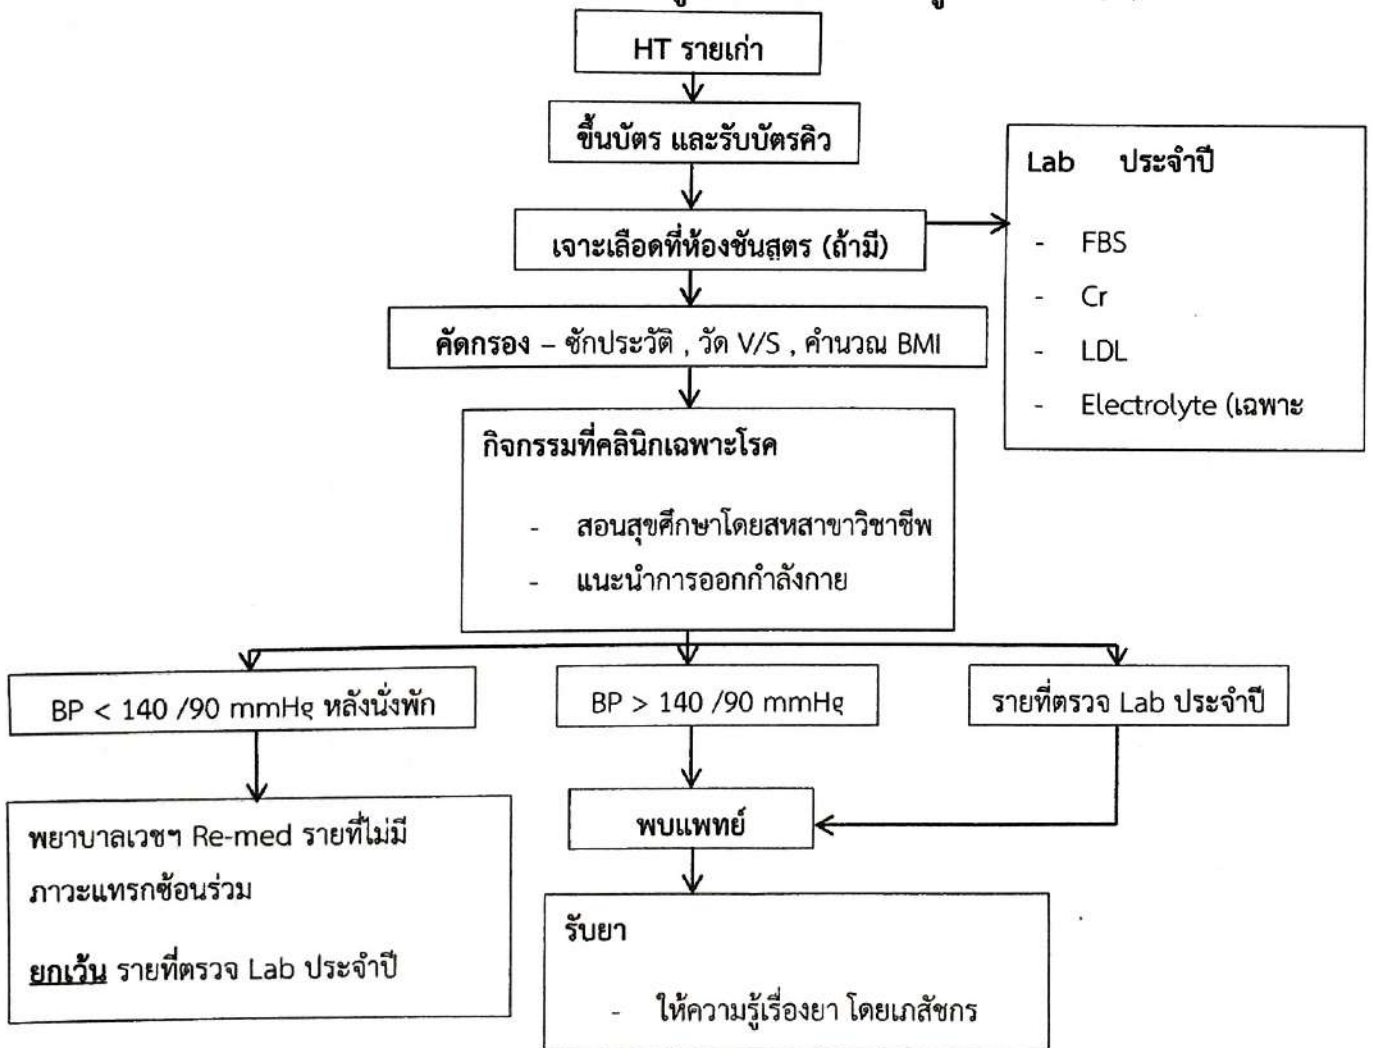 HT รายเก่า
ขึ้นบัตร และรับบัตรคิว
Lab ประจำปี
- FBS
- Cr
- LDL
- Electrolyte (เฉพาะ
เจาะเลือดที่ห้องชันสูตร (ถ้ามี)
คัดกรอง – ซักประวัติ , วัด V/S , คำนวณ BMI
กิจกรรมที่คลินิกเฉพาะโรค
- สอนสุขศึกษาโดยสหสาขาวิชาชีพ
- แนะนำการออกกำลังกาย
BP < 140 /90 mmHg หลังนั่งพัก
BP > 140 /90 mmHg
รายที่ตรวจ Lab ประจำปี
พยาบาลเวชฯ Re-med รายที่ไม่มี
ภาวะแทรกซ้อนร่วม
ยกเว้น รายที่ตรวจ Lab ประจำปี
พบแพทย์
รับยา
- ให้ความรู้เรื่องยา โดยเภสัชกร